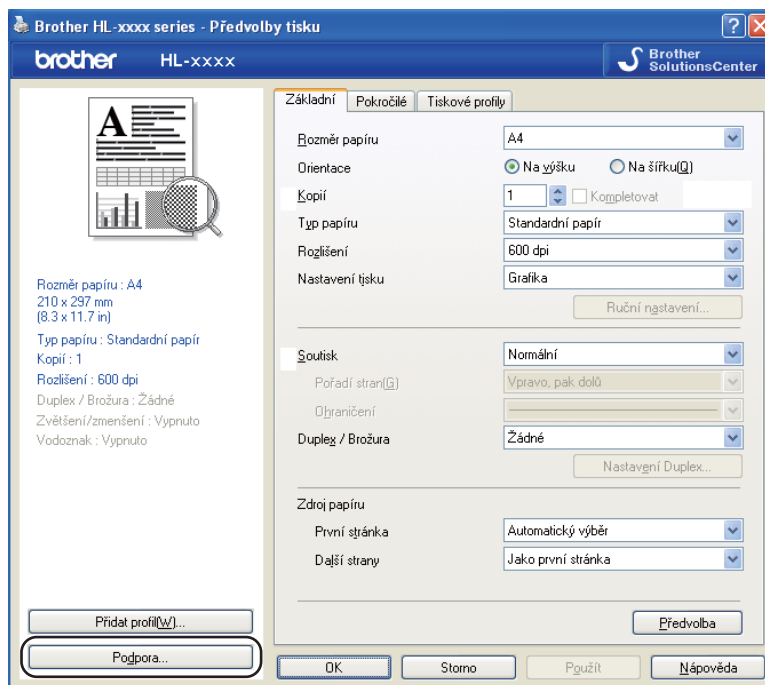 Brother HL-xxxx series - Předvolby tisku
brother HL-xxxx
Brother
SolutionsCenter
Základní Pokročilé Tiskové profily
A
Rozměr papíru A4
Orientace Na výšku Na šířku(Q)
Kopií 1 Kompletovat
Typ papíru Standardní papír
Rozlišení 600 dpi
Nastavení tisku Grafika
Ruční nastavení...
Soutisk Normální
Pořadí stran(G) Vpravo, pak dolů
Ohraničení
Duplex / Brožura Žádné
Nastavení Duplex...
Zdroj papíru
První stránka Automatický výběr
Další strany Jako první stránka
Předvolba
Rozměr papíru : A4
210 x 297 mm
(8.3 x 11.7 in)
Typ papíru : Standardní papír
Kopií : 1
Rozlišení : 600 dpi
Duplex / Brožura : Žádné
Zvětšení/zmenšení : Vypnuto
Vodoznak : Vypnuto
Přidat profil(W)...
Podpora...
OK Storno Použít Nápověda